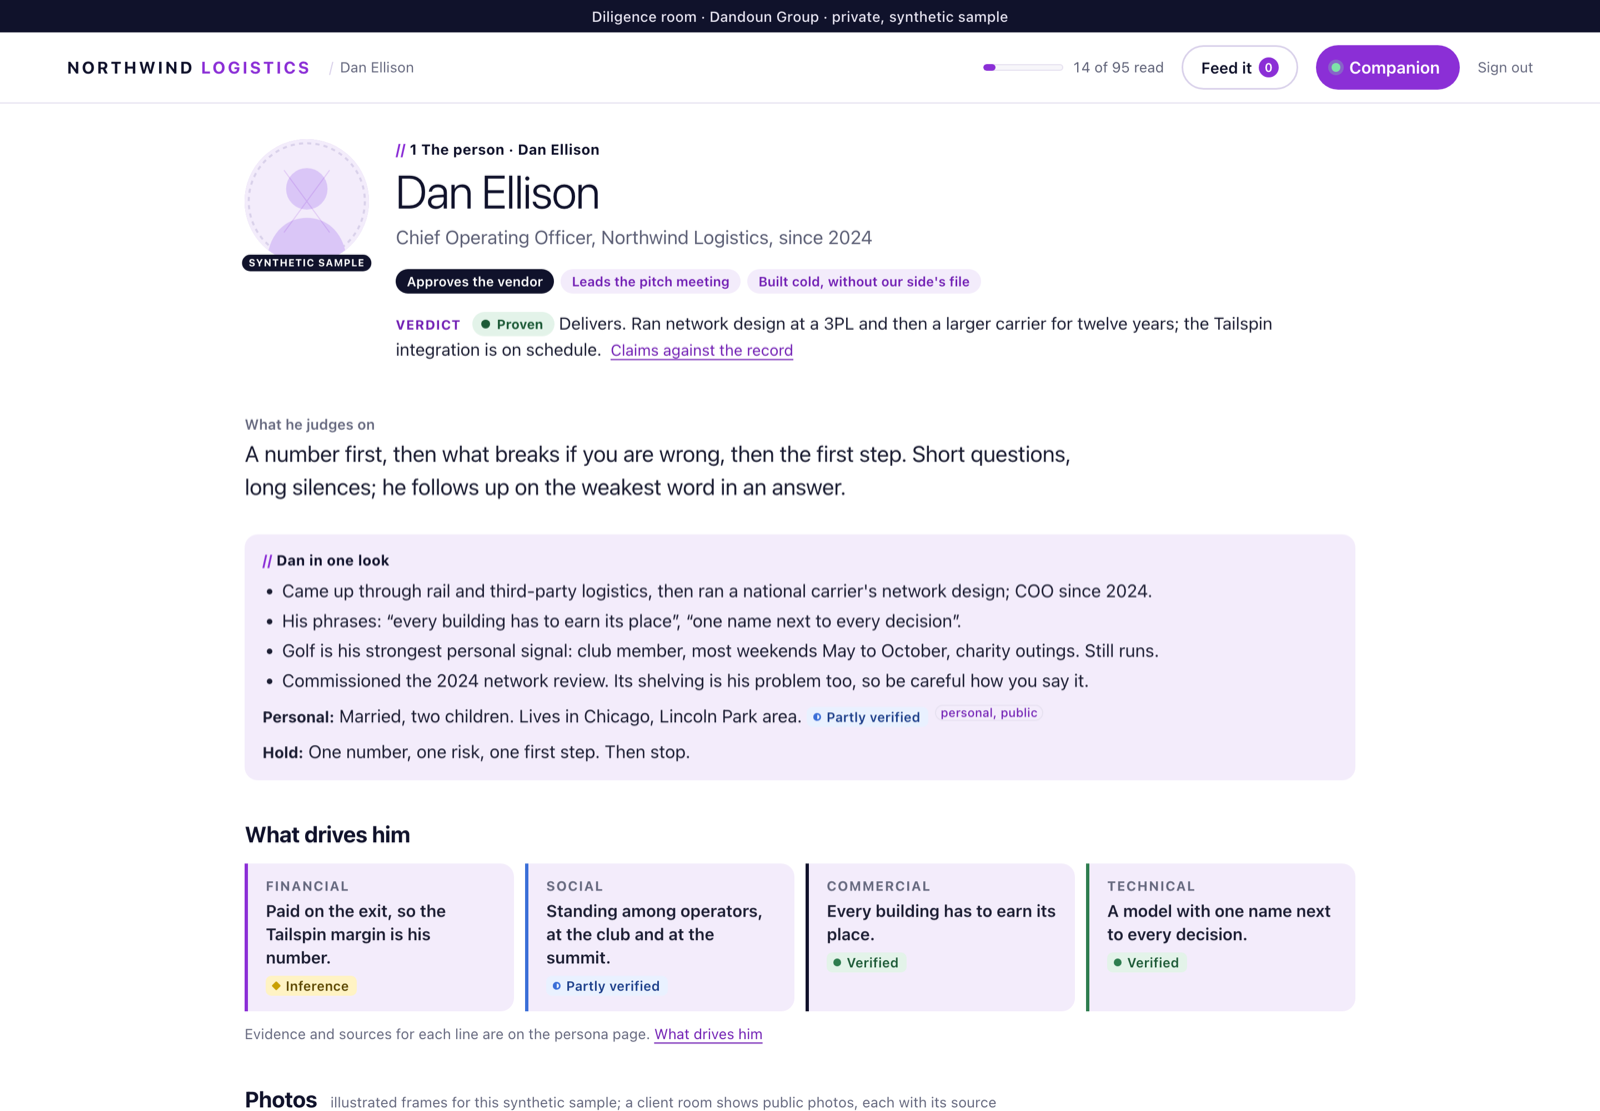 Diligence room · Dandoun Group · private, synthetic sample
NORTHWIND LOGISTICS / Dan Ellison
14 of 95 read
Feed it 0
Companion
Sign out
SYNTHETIC SAMPLE
// 1 The person · Dan Ellison
Dan Ellison
Chief Operating Officer, Northwind Logistics, since 2024
Approves the vendor
Leads the pitch meeting
Built cold, without our side's file
VERDICT Proven Delivers. Ran network design at a 3PL and then a larger carrier for twelve years; the Tailspin
integration is on schedule. Claims against the record
What he judges on
A number first, then what breaks if you are wrong, then the first step. Short questions,
long silences; he follows up on the weakest word in an answer.
// Dan in one look
• Came up through rail and third-party logistics, then ran a national carrier's network design; COO since 2024.
• His phrases: “every building has to earn its place”, “one name next to every decision”.
• Golf is his strongest personal signal: club member, most weekends May to October, charity outings. Still runs.
• Commissioned the 2024 network review. Its shelving is his problem too, so be careful how you say it.
Personal: Married, two children. Lives in Chicago, Lincoln Park area. Partly verified personal, public
Hold: One number, one risk, one first step. Then stop.
What drives him
FINANCIAL
Paid on the exit, so the
Tailspin margin is his
number.
Inference
SOCIAL
Standing among operators,
at the club and at the
summit.
Partly verified
COMMERCIAL
Every building has to earn its
place.
Verified
TECHNICAL
A model with one name next
to every decision.
Verified
Evidence and sources for each line are on the persona page. What drives him
Photos illustrated frames for this synthetic sample; a client room shows public photos, each with its source